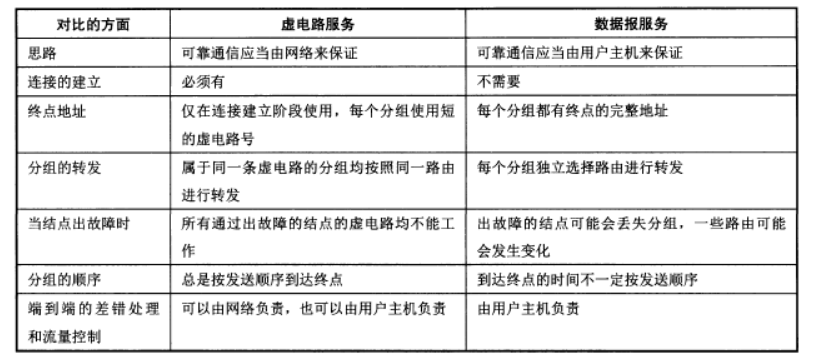 对比的方面 虚电路服务 数据报服务
思路 可靠通信应当由网络来保证 可靠通信应当由用户主机来保证
连接的建立 必须有 不需要
终点地址 仅在连接建立阶段使用，每个分组使用短 每个分组都有终点的完整地址
的虚电路号
分组的转发 属于同一条虚电路的分组均按照同一路由 每个分组独立选择路由进行转发
进行转发
当结点出故障时 所有通过出故障的结点的虚电路均不能工 出故障的结点可能会丢失分组，一些路由可能
作 会发生变化
分组的顺序 总是按发送顺序到达终点 到达终点的时间不一定按发送顺序
端到端的差错处理 可以由网络负责，也可以由用户主机负责 由用户主机负责
和流量控制